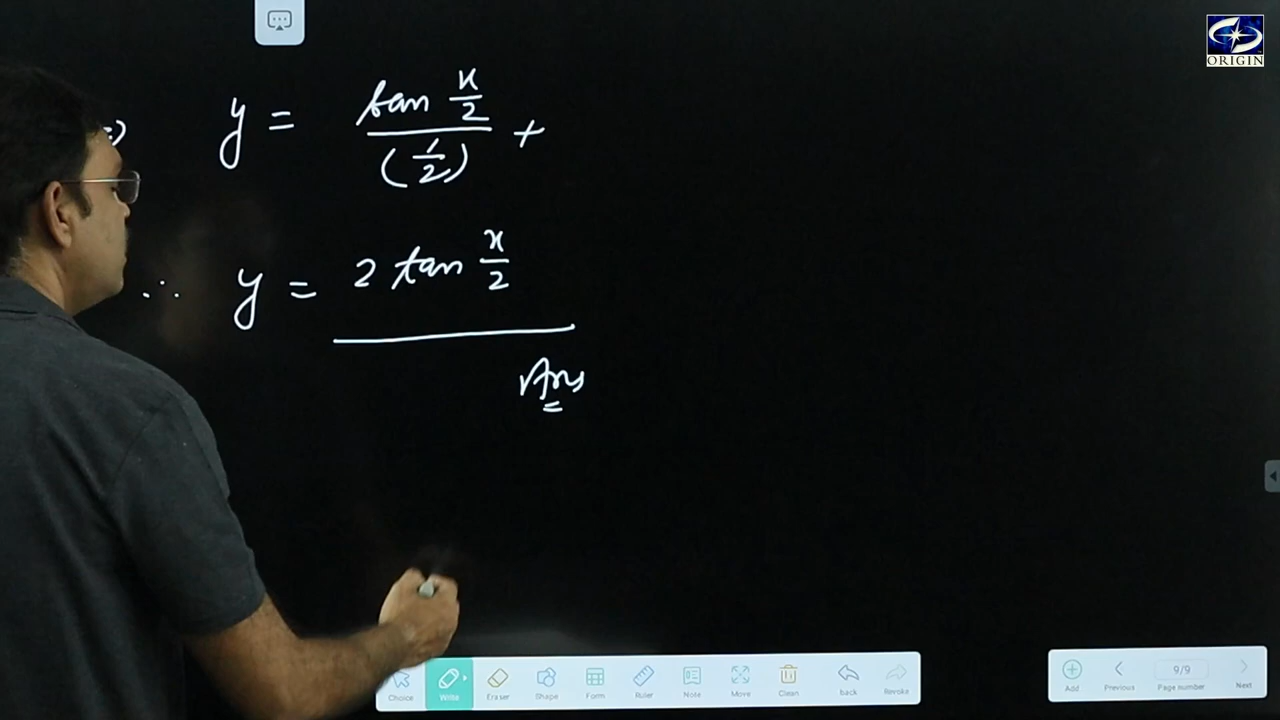 ORIGIN
⇒ y = tan x/2 / (1/2) +
∴ y = 2 tan x/2
Ans
Choice Write Eraser Shape Form Ruler Note Move Clean back Revoke
Add Previous 9/9 Page number Next